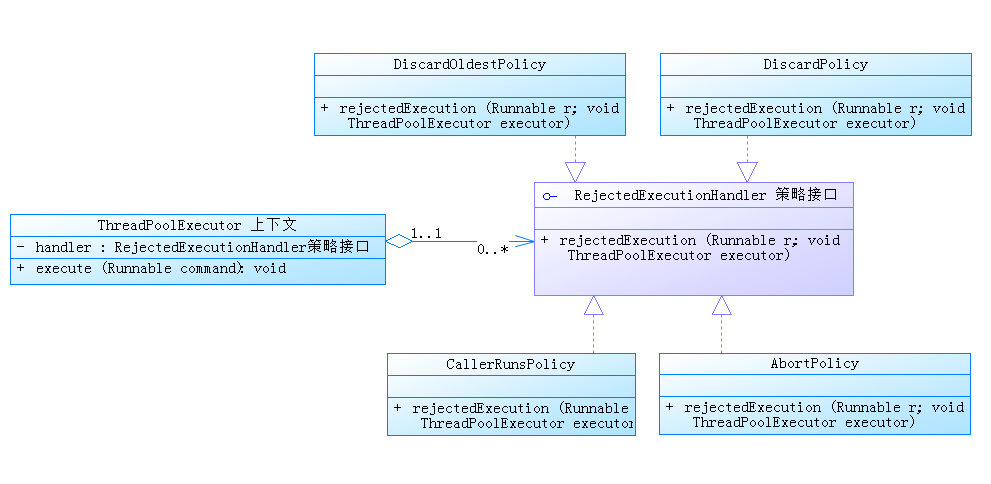 DiscardOldestPolicy
+ rejectedExecution (Runnable r; void
ThreadPoolExecutor executor)
DiscardPolicy
+ rejectedExecution (Runnable r; void
ThreadPoolExecutor executor)
RejectedExecutionHandler 策略接口
+ rejectedExecution (Runnable r; void
ThreadPoolExecutor executor)
ThreadPoolExecutor 上下文
- handler : RejectedExecutionHandler策略接口
+ execute (Runnable command): void
1..1
0..*
CallerRunsPolicy
+ rejectedExecution (Runnable
ThreadPoolExecutor executor
AbortPolicy
+ rejectedExecution (Runnable r; void
ThreadPoolExecutor executor)